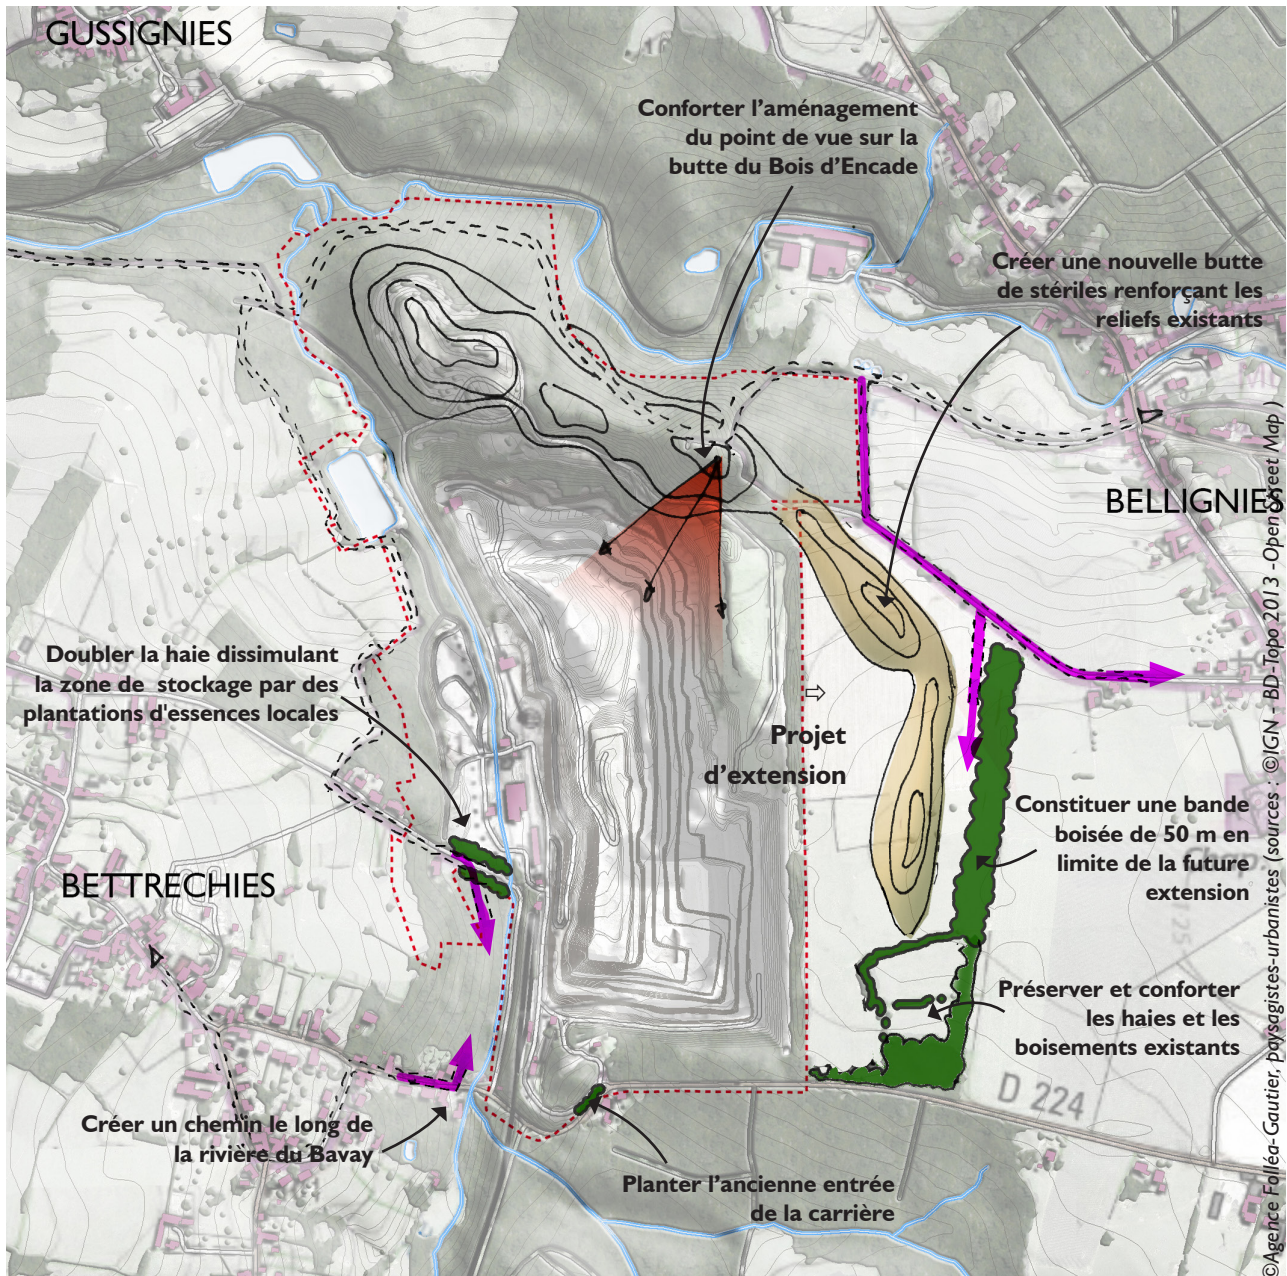 GUSSIGNIES
Conforter l’aménagement
du point de vue sur la
butte du Bois d’Encade
Créer une nouvelle butte
de stériles renforçant les
reliefs existants
BELLIGNIES
Doubler la haie dissimulant
la zone de stockage par des
plantations d'essences locales
Projet
d’extension
Constituer une bande
boisée de 50 m en
limite de la future
extension
BETTRECHIES
Préserver et conforter
les haies et les
boisements existants
D 224
Créer un chemin le long de
la rivière du Bavay
Planter l’ancienne entrée
de la carrière
©Agence Folléa-Gautier, paysagistes-urbanistes (sources : ©IGN - BD-Topo 2013 -OpenStreet Map )